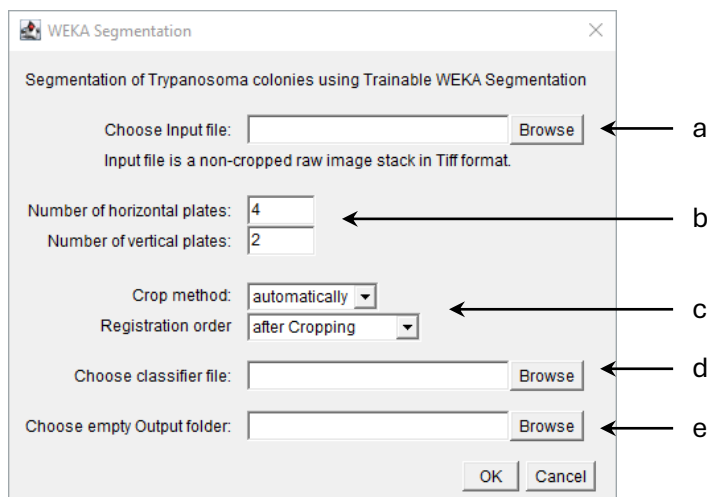 WEKA Segmentation
Segmentation of Trypanosoma colonies using Trainable WEKA Segmentation
Choose Input file: Browse a
Input file is a non-cropped raw image stack in Tiff format.
Number of horizontal plates: 4
b
Number of vertical plates: 2
Crop method: automatically
c
Registration order after Cropping
Choose classifier file: Browse d
Choose empty Output folder: Browse e
OK Cancel